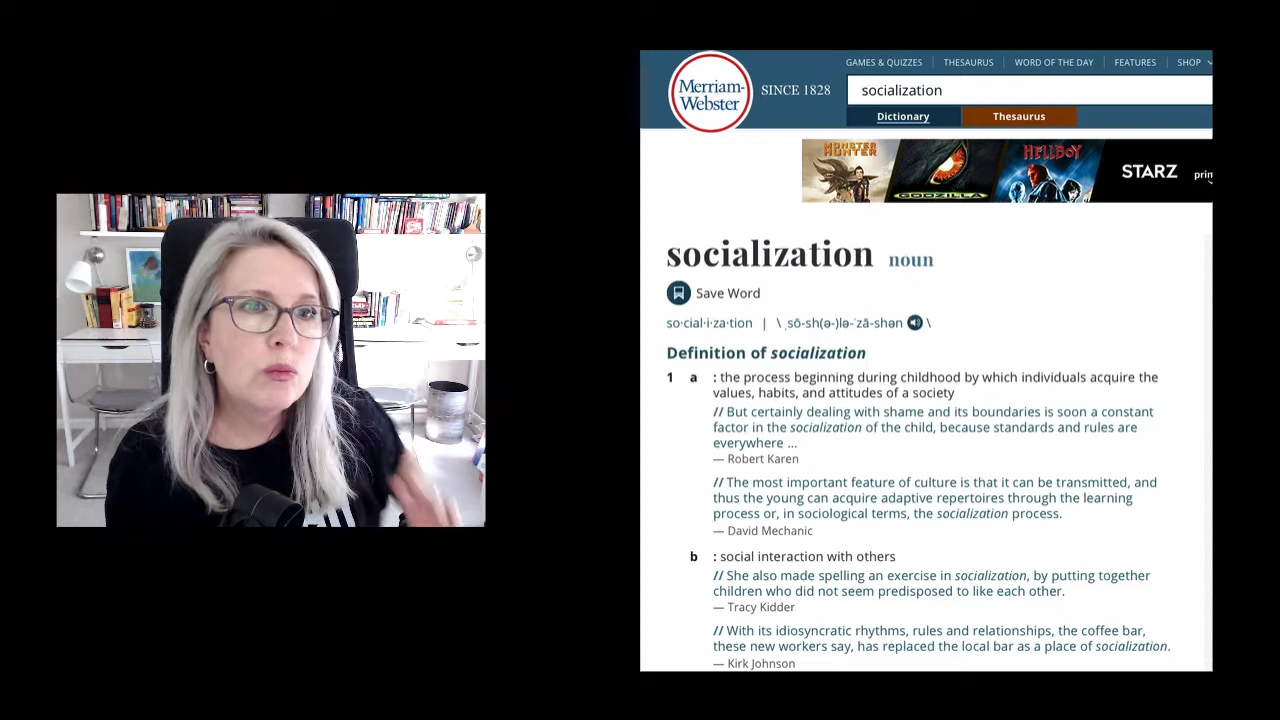 GAMES & QUIZZES THESAURUS WORD OF THE DAY FEATURES SHOP
Merriam-
Webster
SINCE 1828
socialization
Dictionary Thesaurus
MONSTER
HUNTER
GODZILLA
HELLBOY
STARZ
socialization noun
Save Word
so·cial·i·za·tion | \ ˌsō-sh(ə-)lə-ˈzā-shən \
Definition of socialization
1 a : the process beginning during childhood by which individuals acquire the
values, habits, and attitudes of a society
// But certainly dealing with shame and its boundaries is soon a constant
factor in the socialization of the child, because standards and rules are
everywhere …
— Robert Karen
// The most important feature of culture is that it can be transmitted, and
thus the young can acquire adaptive repertoires through the learning
process or, in sociological terms, the socialization process.
— David Mechanic
b : social interaction with others
// She also made spelling an exercise in socialization, by putting together
children who did not seem predisposed to like each other.
— Tracy Kidder
// With its idiosyncratic rhythms, rules and relationships, the coffee bar,
these new workers say, has replaced the local bar as a place of socialization.
— Kirk Johnson